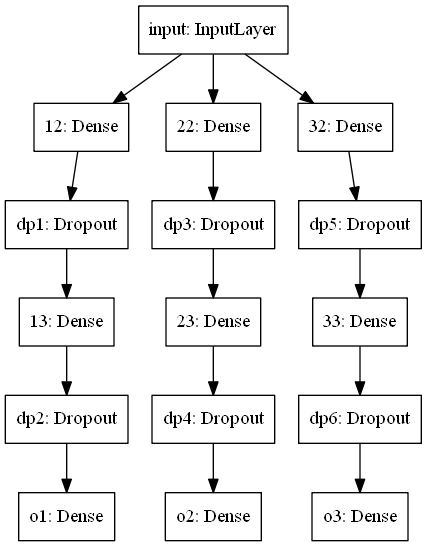 input: InputLayer
12: Dense
22: Dense
32: Dense
dp1: Dropout
dp3: Dropout
dp5: Dropout
13: Dense
23: Dense
33: Dense
dp2: Dropout
dp4: Dropout
dp6: Dropout
o1: Dense
o2: Dense
o3: Dense